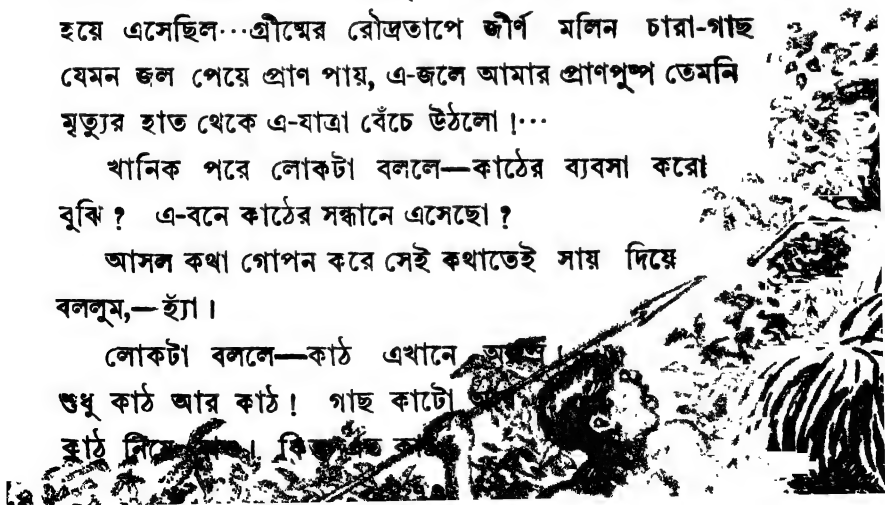 হয়ে এসেছিল···গ্রীষ্মের রৌদ্রতাপে জীর্ণ মলিন চারা-গাছ
যেমন জল পেয়ে প্রাণ পায়, এ-জলে আমার প্রাণপুষ্প তেমনি
মৃত্যুর হাত থেকে এ-যাত্রা বেঁচে উঠলো।···
খানিক পরে লোকটা বললে—কাঠের ব্যবসা করো
বুঝি ? এ-বনে কাঠের সন্ধানে এসেছো ?
আসল কথা গোপন করে সেই কথাতেই সায় দিয়ে
বললুম,—হ্যাঁ।
লোকটা বললে—কাঠ এখানে
শুধু কাঠ আর কাঠ! গাছ কাটো
কাঠ